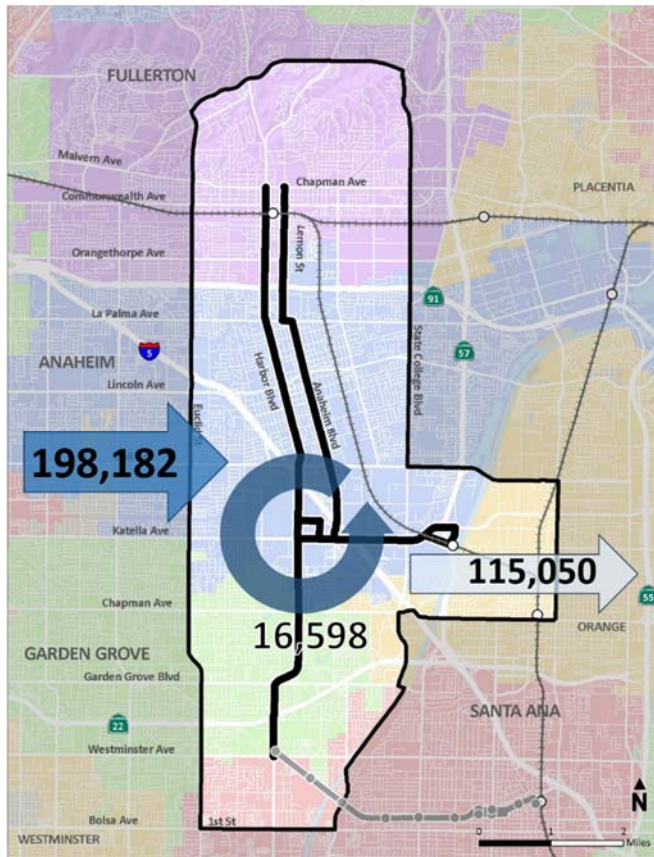 FULLERTON
Malvern Ave
Chapman Ave
Commonwealth Ave
PLACENTIA
Lemon St
Orangethorpe Ave
91
La Palma Ave
State College Blvd
57
5
ANAHEIM
Harbor Blvd
Anaheim Blvd
Lincoln Ave
198,182
Katella Ave
115,050
55
Chapman Ave
16,598
ORANGE
GARDEN GROVE
Garden Grove Blvd
SANTA ANA
22
Westminster Ave
N
Bolsa Ave
1st St
0 1 2
Miles
WESTMINSTER